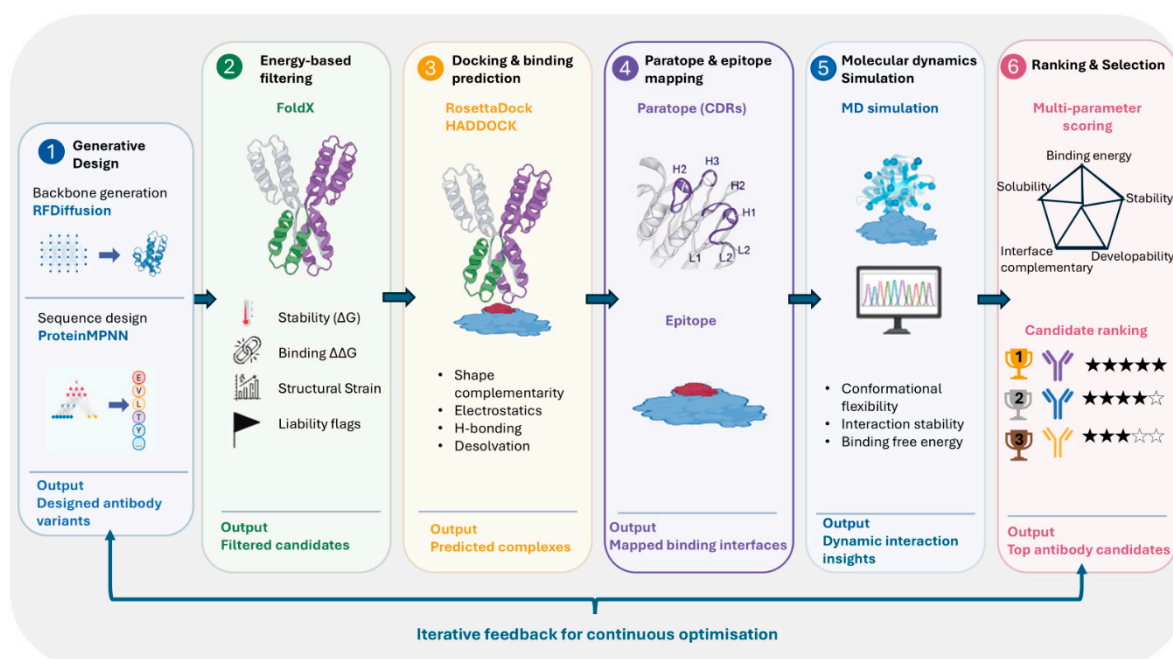 1 Generative
Design
Backbone generation
RFDiffusion
Sequence design
ProteinMPNN
E
V
L
T
Y
...
Output
Designed antibody
variants
2 Energy-based
filtering
FoldX
Stability (ΔG)
Binding ΔΔG
Structural Strain
Liability flags
Output
Filtered candidates
3 Docking & binding
prediction
RosettaDock
HADDOCK
• Shape
complementarity
• Electrostatics
• H-bonding
• Desolvation
Output
Predicted complexes
4 Paratope & epitope
mapping
Paratope (CDRs)
H2 H3
H2
H1
L2
L1 L2
Epitope
Output
Mapped binding interfaces
5 Molecular dynamics
Simulation
MD simulation
• Conformational
flexibility
• Interaction stability
• Binding free energy
Output
Dynamic interaction
insights
6 Ranking & Selection
Multi-parameter
scoring
Binding energy
Solubility
Stability
Interface
complementary
Developability
Candidate ranking
1 ★★★★★
2 ★★★★☆
3 ★★★☆☆
Output
Top antibody candidates
Iterative feedback for continuous optimisation